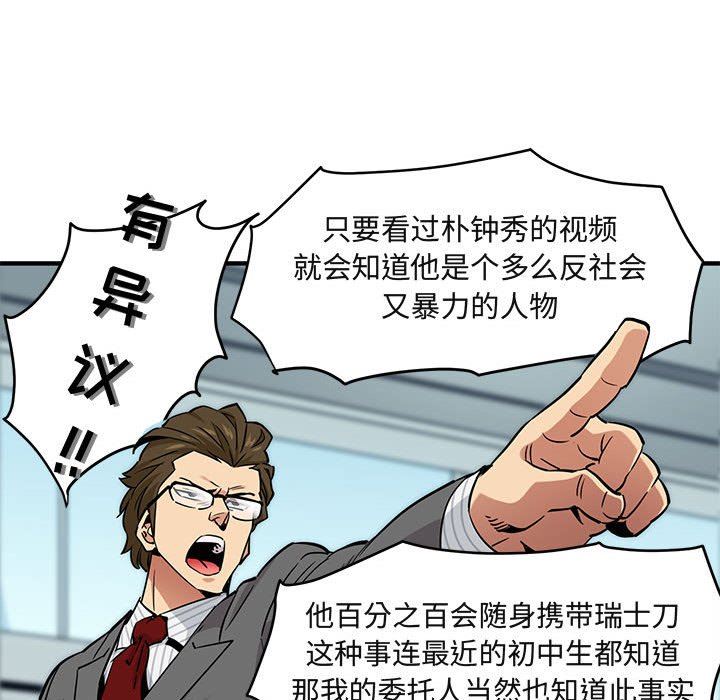 有异议!!
只要看过朴钟秀的视频
就会知道他是个多么反社会
又暴力的人物
他百分之百会随身携带瑞士刀
这种事连最近的初中生都知道
那我的委托人当然也知道此事实